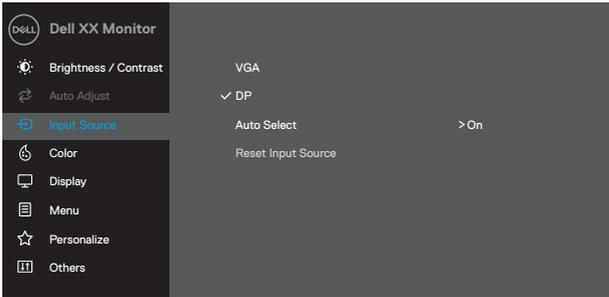 DELL Dell XX Monitor
Brightness / Contrast
VGA
Auto Adjust
DP
Input Source
Auto Select > On
Color
Reset Input Source
Display
Menu
Personalize
Others